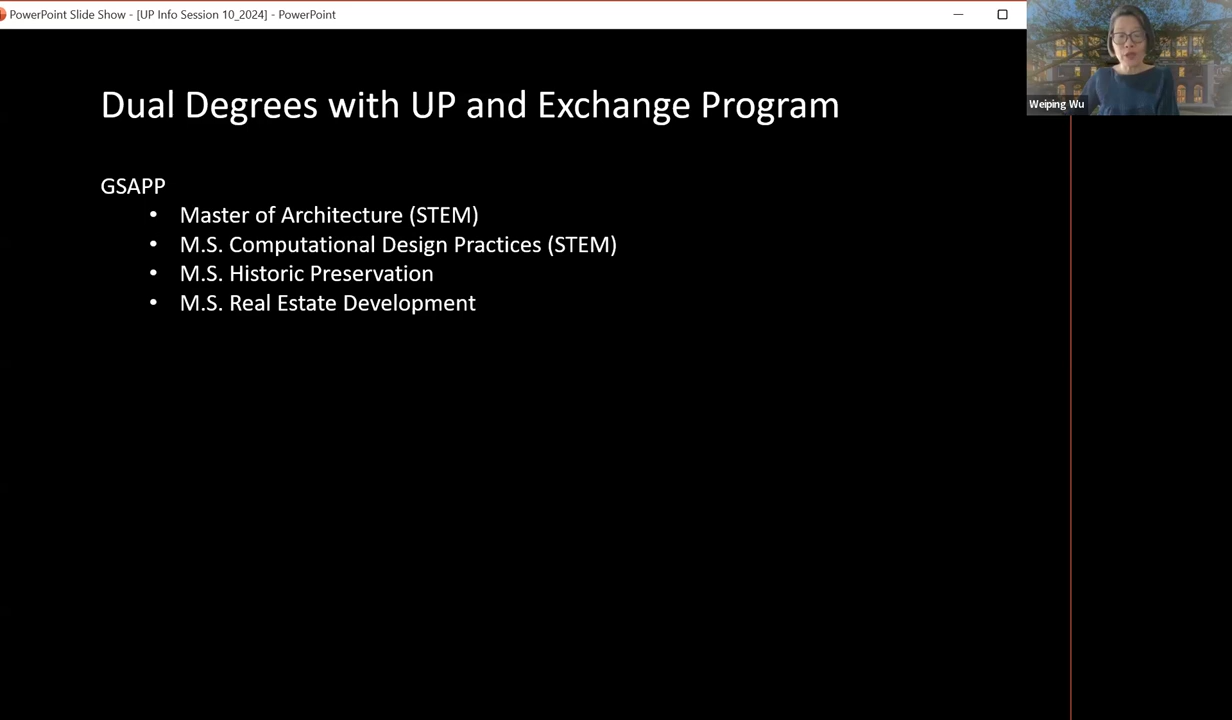 PowerPoint Slide Show - [UP Info Session 10_2024] - PowerPoint
Weiping Wu
Dual Degrees with UP and Exchange Program
GSAPP
• Master of Architecture (STEM)
• M.S. Computational Design Practices (STEM)
• M.S. Historic Preservation
• M.S. Real Estate Development